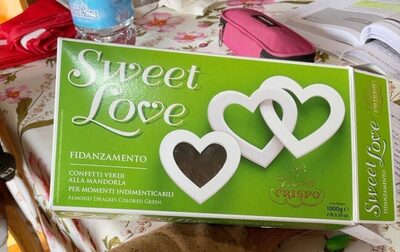 Sweet
Love
FIDANZAMENTO
CONFETTI VERDI
ALLA MANDORLA
PER MOMENTI INDIMENTICABILI
ALMOND DRAGEES COLORED GREEN
CRISPO
1000g e
Sweet Love
FIDANZAMENTO
CRISPO